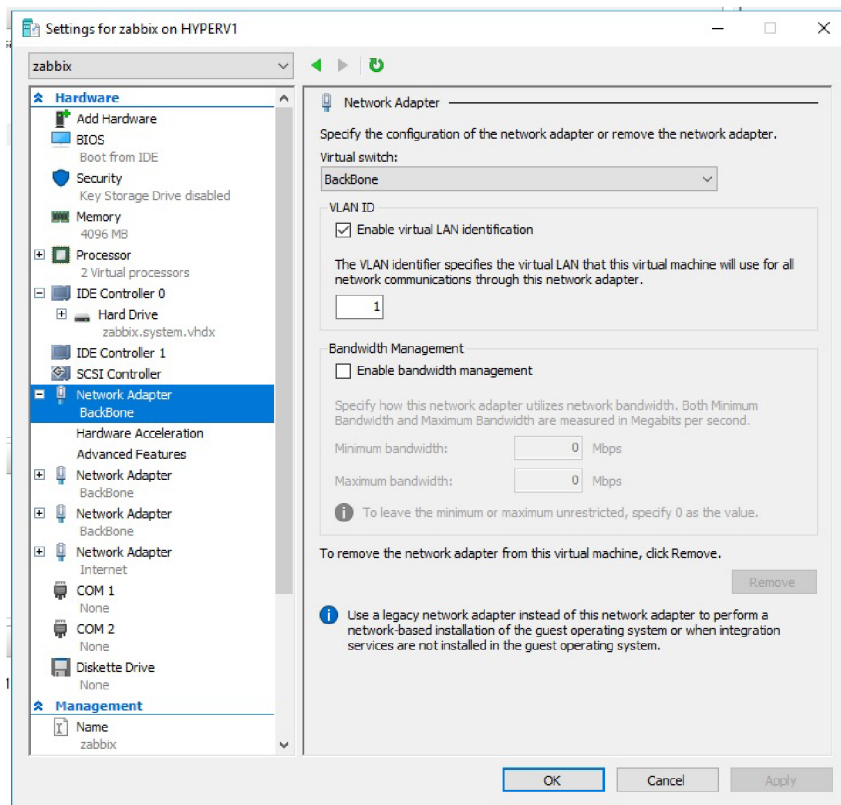 Settings for zabbix on HYPERV1
zabbix
Hardware
Add Hardware
BIOS
Boot from IDE
Security
Key Storage Drive disabled
Memory
4096 MB
Processor
2 Virtual processors
IDE Controller 0
Hard Drive
zabbix.system.vhdx
IDE Controller 1
SCSI Controller
Network Adapter
BackBone
Hardware Acceleration
Advanced Features
Network Adapter
BackBone
Network Adapter
BackBone
Network Adapter
Internet
COM 1
None
COM 2
None
Diskette Drive
None
Management
Name
zabbix
Network Adapter
Specify the configuration of the network adapter or remove the network adapter.
Virtual switch:
BackBone
VLAN ID
Enable virtual LAN identification
The VLAN identifier specifies the virtual LAN that this virtual machine will use for all
network communications through this network adapter.
1
Bandwidth Management
Enable bandwidth management
Specify how this network adapter utilizes network bandwidth. Both Minimum
Bandwidth and Maximum Bandwidth are measured in Megabits per second.
Minimum bandwidth: 0 Mbps
Maximum bandwidth: 0 Mbps
To leave the minimum or maximum unrestricted, specify 0 as the value.
To remove the network adapter from this virtual machine, click Remove.
Remove
Use a legacy network adapter instead of this network adapter to perform a
network-based installation of the guest operating system or when integration
services are not installed in the guest operating system.
OK Cancel Apply